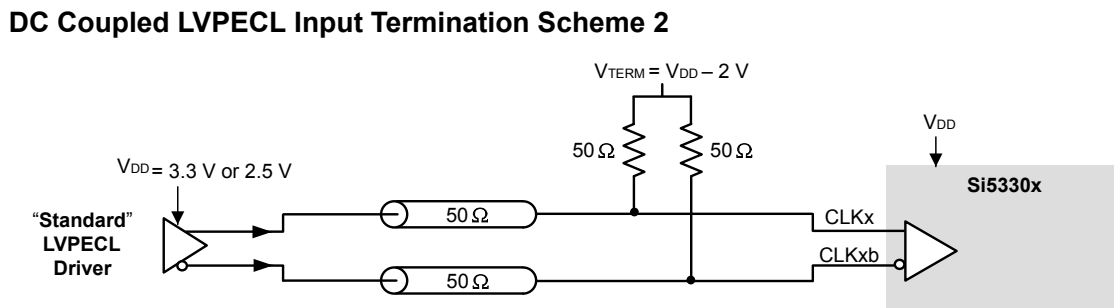 DC Coupled LVPECL Input Termination Scheme 2
VTERM = VDD – 2 V
VDD
50 Ω
50 Ω
VDD = 3.3 V or 2.5 V
Si5330x
“Standard”
LVPECL
Driver
50 Ω
CLKx
50 Ω
CLKxb